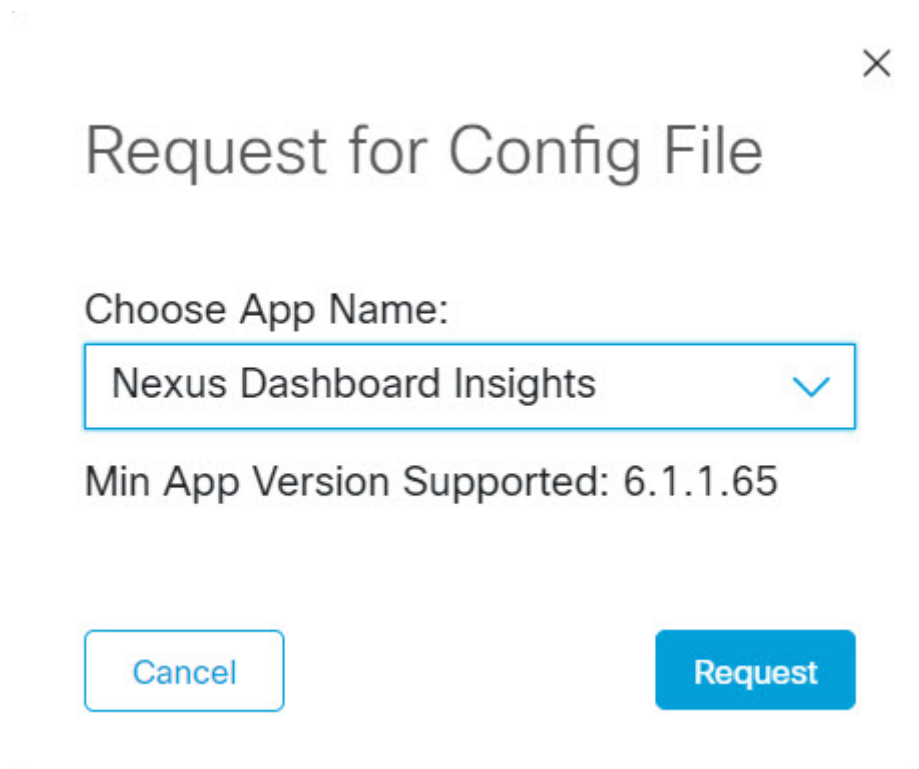 Request for Config File
Choose App Name:
Nexus Dashboard Insights
Min App Version Supported: 6.1.1.65
Cancel
Request